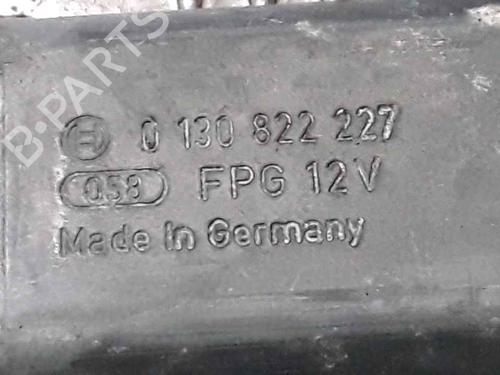 B-PARTS
0 130 822 227
058 FPG 12V
Made In Germany